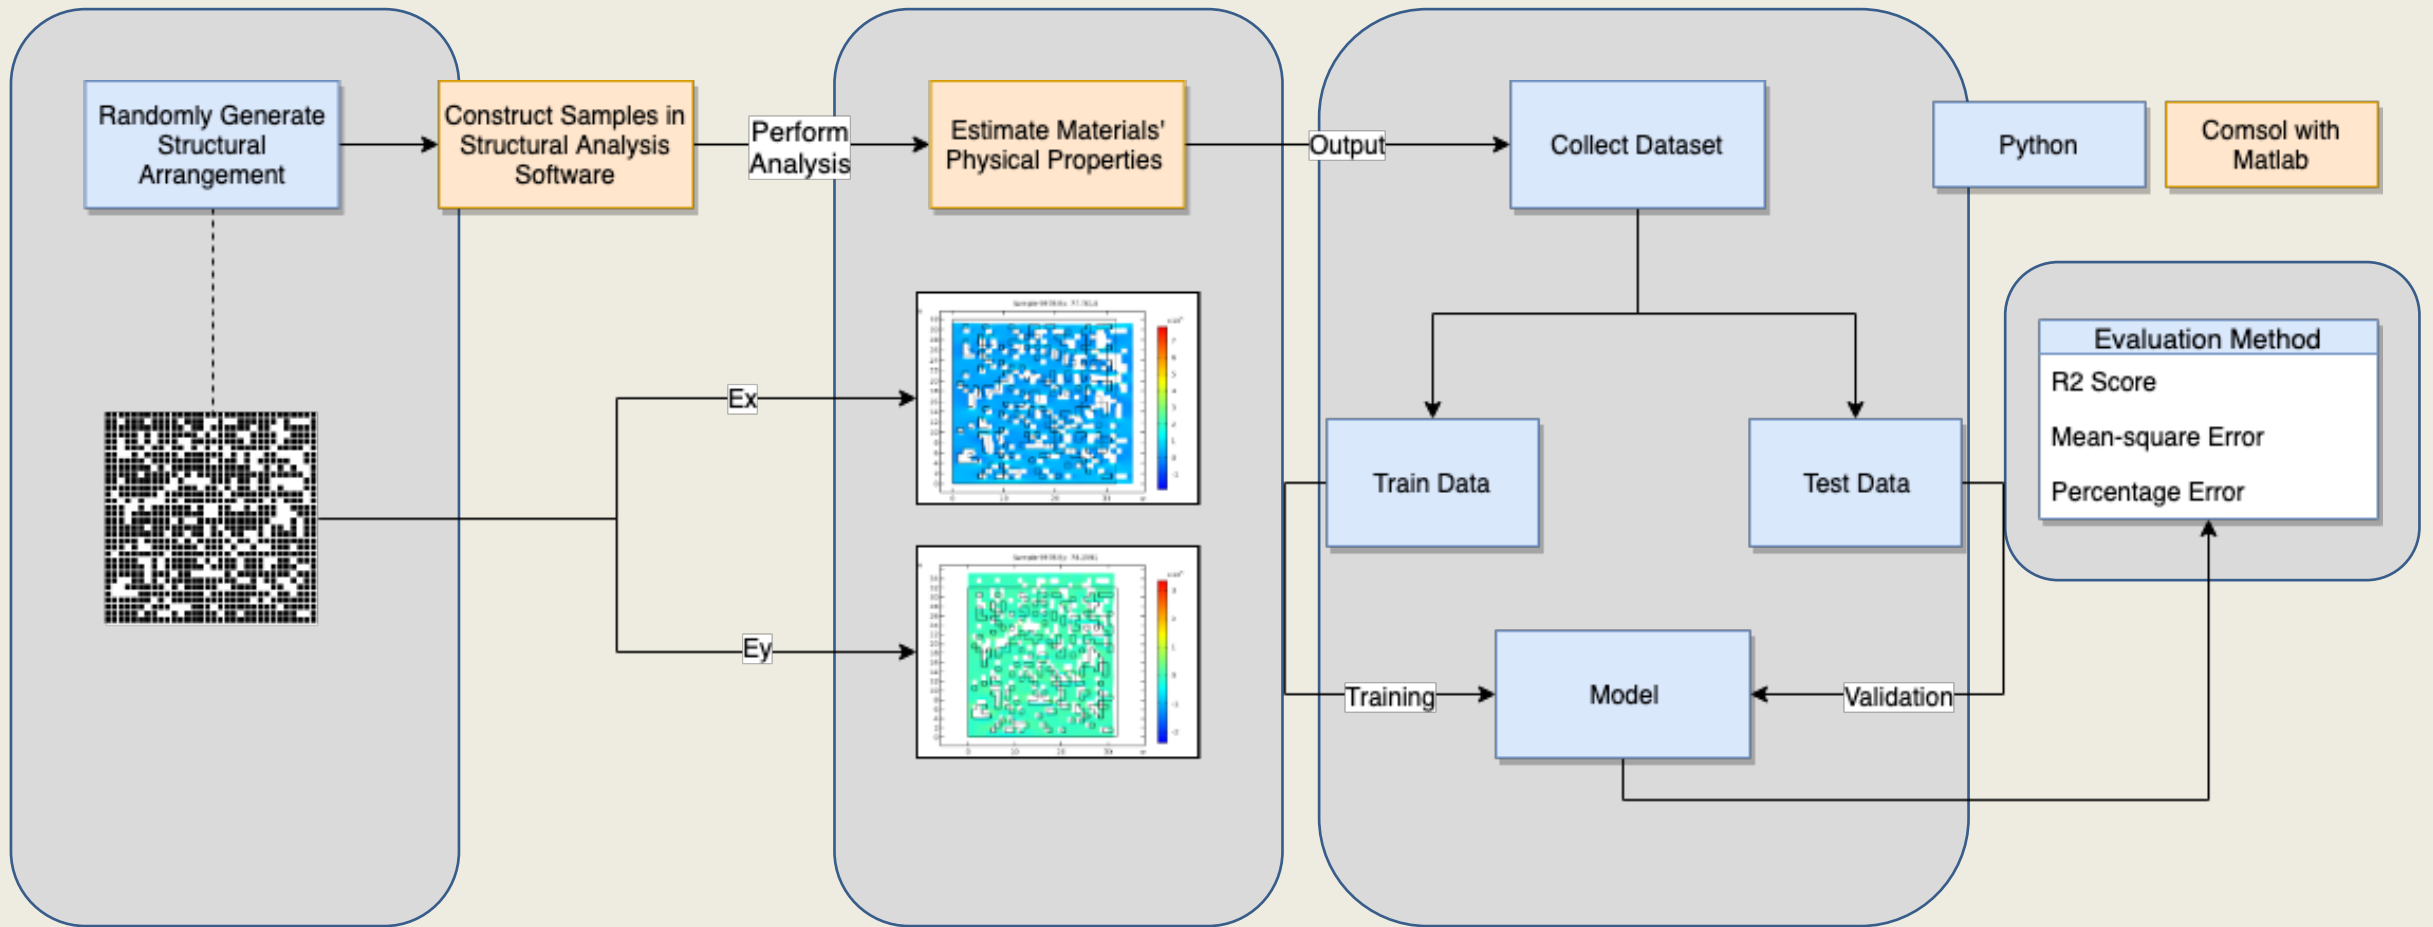 Randomly Generate
Structural
Arrangement
Construct Samples in
Structural Analysis
Software
Perform
Analysis
Estimate Materials'
Physical Properties
Output
Collect Dataset
Python
Comsol with
Matlab
Ex
Ey
Train Data
Test Data
Evaluation Method
R2 Score
Mean-square Error
Percentage Error
Training
Model
Validation